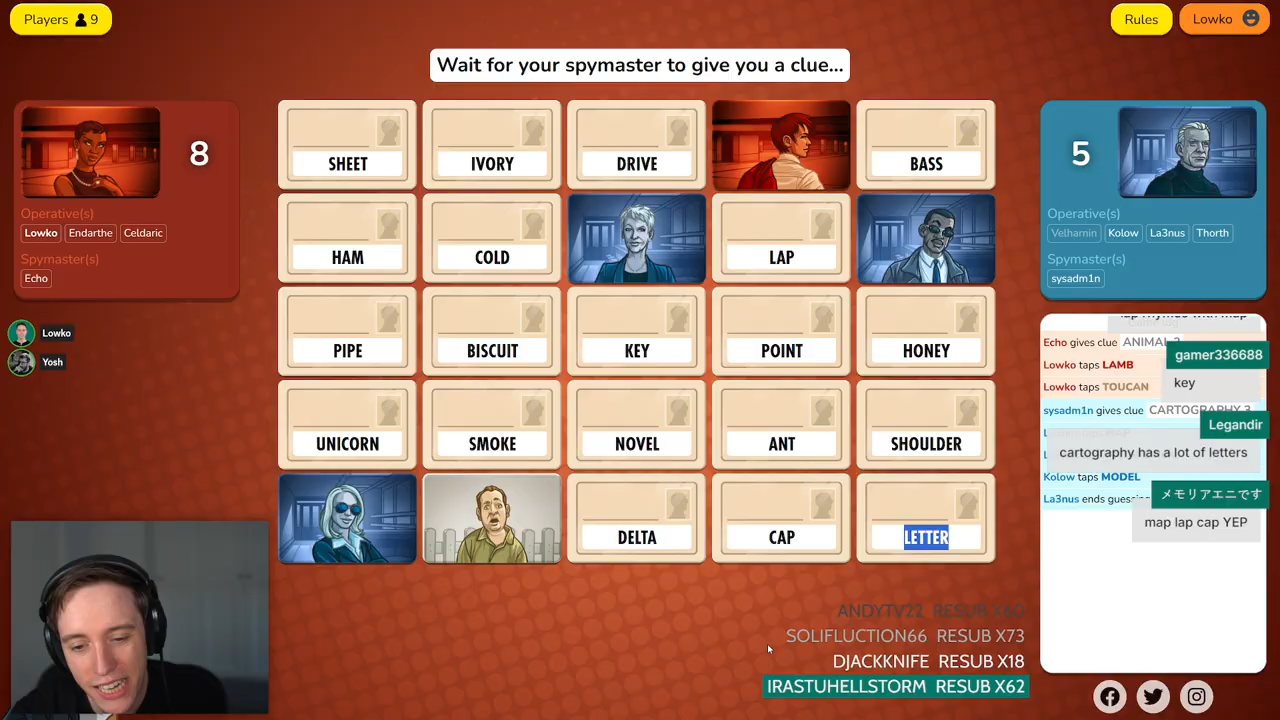 Players 9
Rules
Lowko
Wait for your spymaster to give you a clue...
8
Operative(s)
Lowko Endarthe Celdaric
Spymaster(s)
Echo
5
Operative(s)
Velhamin Kolow La3nus Thorth
Spymaster(s)
sysadm1n
SHEET IVORY DRIVE BASS
HAM COLD LAP
PIPE BISCUIT KEY POINT HONEY
UNICORN SMOKE NOVEL ANT SHOULDER
DELTA CAP LETTER
Lowko
Yosh
Echo gives clue ANIMAL 2
gamer336688
Lowko taps LAMB
key
Lowko taps TOUCAN
sysadm1n gives clue CARTOGRAPHY 3
Legandir
cartography has a lot of letters
Kolow taps MODEL
メモリアエニです
La3nus ends guessing
map lap cap YEP
ANDYTV22 RESUB X60
SOLIFLUCTION66 RESUB X73
DJACKKNIFE RESUB X18
IRASTUHELLSTORM RESUB X62